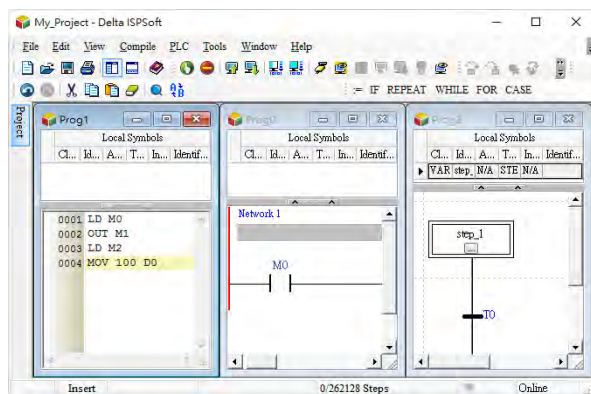 My_Project - Delta ISPSoft
File Edit View Compile PLC Tools Window Help
:= IF REPEAT WHILE FOR CASE
Project
Prog1
Local Symbols
Cl... Id... A... T... In... Identif...
0001 LD M0
0002 OUT M1
0003 LD M2
0004 MOV 100 D0
Local Symbols
Cl... Id... A... T... In... Identif...
Network 1
M0
Local Symbols
Cl... Id... A... T... In... Identif...
VAR step_ N/A STE N/A
step_1
...
T0
Insert 0/262128 Steps Online